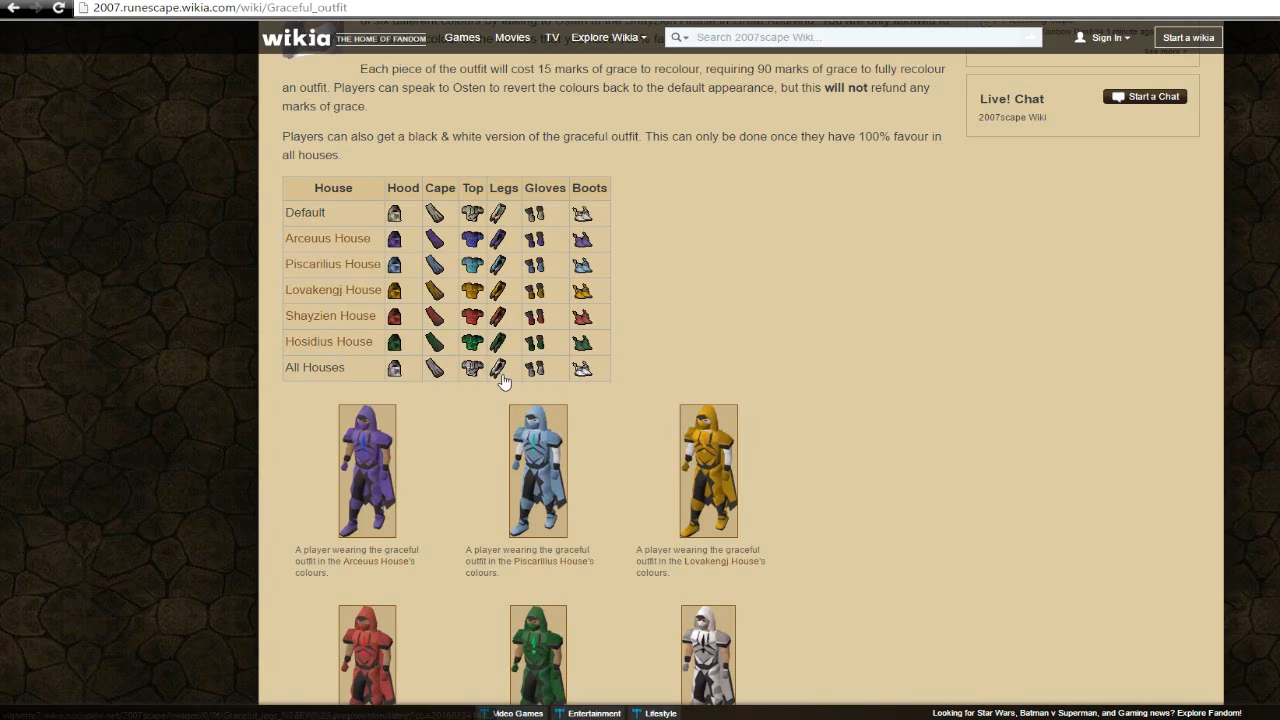 2007.runescape.wikia.com/wiki/Graceful_outfit
wikia THE HOME OF FANDOM Games Movies TV Explore Wikia Search 2007scape Wiki... Sign In Start a wikia
Each piece of the outfit will cost 15 marks of grace to recolour, requiring 90 marks of grace to fully recolour
an outfit. Players can speak to Osten to revert the colours back to the default appearance, but this will not refund any
marks of grace.
Players can also get a black & white version of the graceful outfit. This can only be done once they have 100% favour in
all houses.
House Hood Cape Top Legs Gloves Boots
Default
Arceuus House
Piscarilius House
Lovakengj House
Shayzien House
Hosidius House
All Houses
A player wearing the graceful
outfit in the Arceuus House's
colours.
A player wearing the graceful
outfit in the Piscarilius House's
colours.
A player wearing the graceful
outfit in the Lovakengj House's
colours.
See more >
Live! Chat
Start a Chat
2007scape Wiki
Video Games Entertainment Lifestyle
Looking for Star Wars, Batman v Superman, and Gaming news? Explore Fandom!